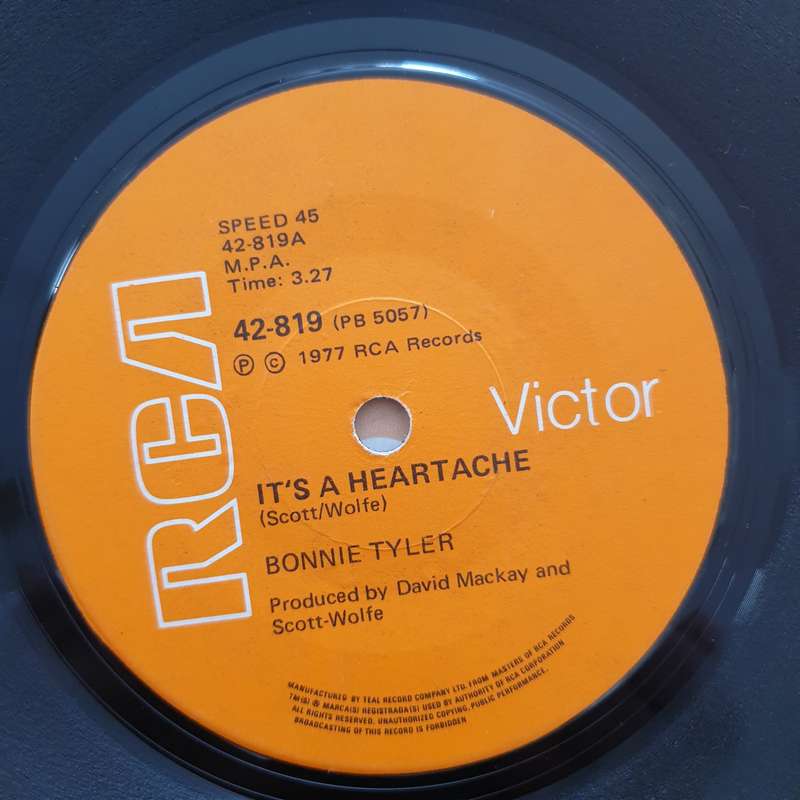 SPEED 45
42-819A
M.P.A.
Time: 3.27
42-819 (PB 5057)
Ⓟ © 1977 RCA Records
RCA
Victor
IT'S A HEARTACHE
(Scott/Wolfe)
BONNIE TYLER
Produced by David Mackay and
Scott-Wolfe
MANUFACTURED BY TEAL RECORD COMPANY LTD. FROM MASTERS OF RCA RECORDS
TM(S) ® MARCA(S) REGISTRADA(S) USED BY AUTHORITY OF RCA CORPORATION
ALL RIGHTS RESERVED. UNAUTHORIZED COPYING, PUBLIC PERFORMANCE,
BROADCASTING OF THIS RECORD IS FORBIDDEN